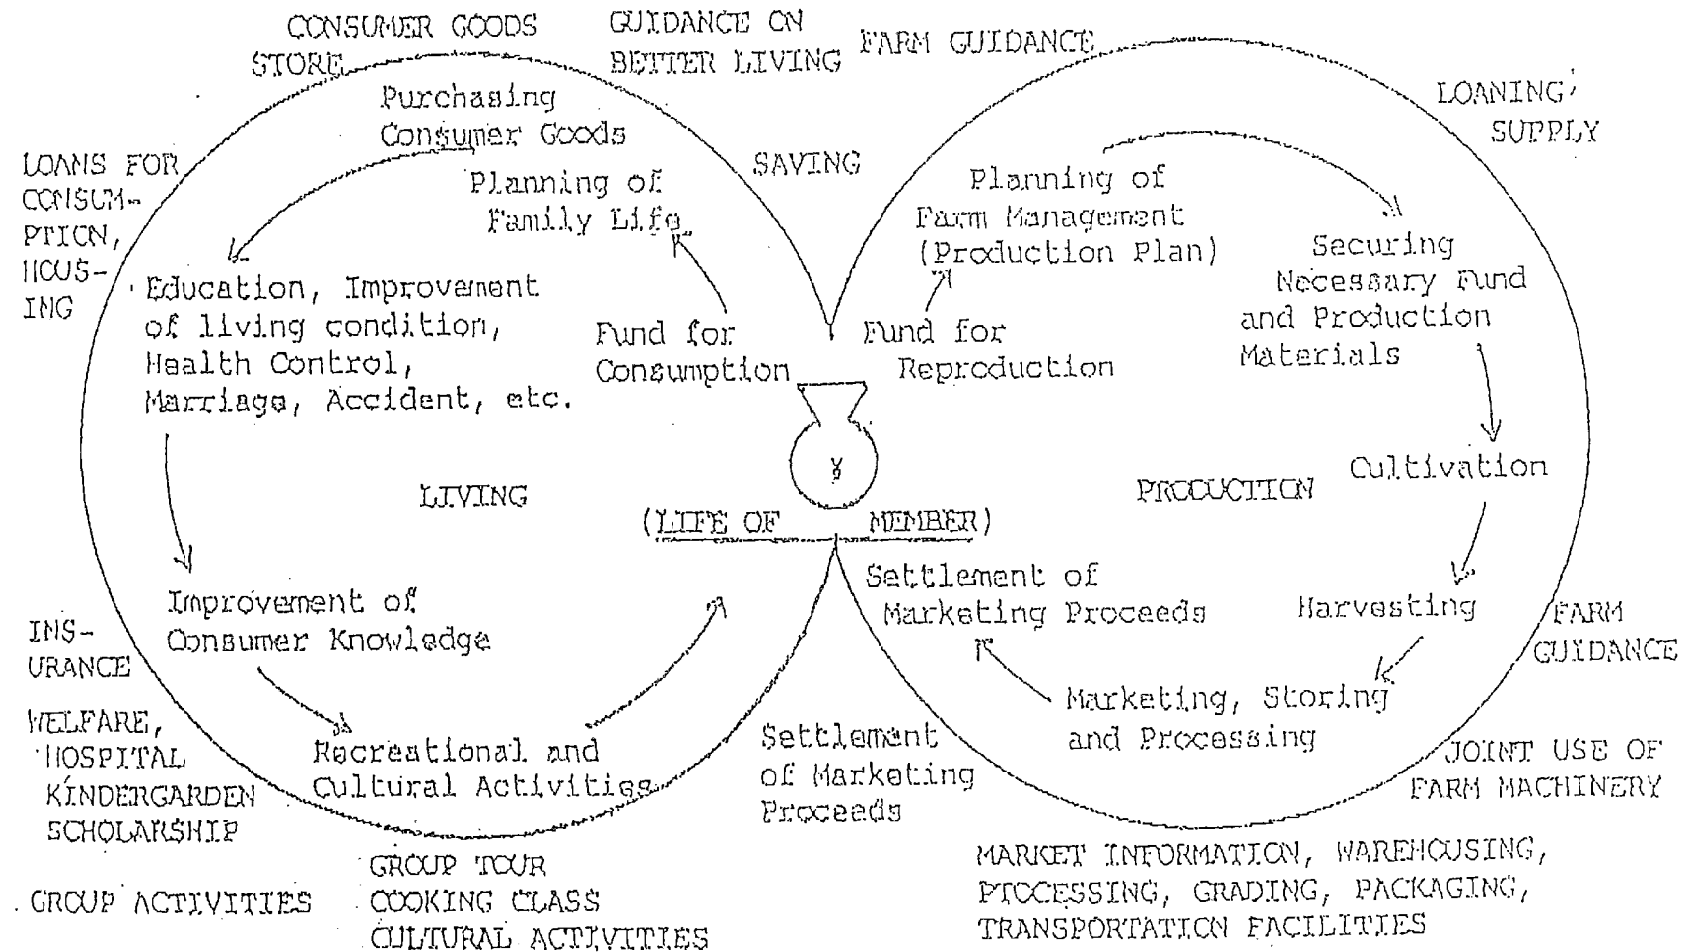 CONSUMER GOODS
STORE
GUIDANCE ON
BETTER LIVING
FARM GUIDANCE
LOANING,
SUPPLY
Purchasing
Consumer Goods
LOANS FOR
CONSUM-
PTION,
HOUS-
ING
SAVING
Planning of
Family Life
Planning of
Farm Management
(Production Plan)
Securing
Necessary Fund
and Production
Materials
Education, Improvement
of living condition,
Health Control,
Marriage, Accident, etc.
Fund for
Consumption
Fund for
Reproduction
¥
Cultivation
LIVING
PRODUCTION
(LIFE OF MEMBER)
Settlement of
Marketing Proceeds
Harvesting
Improvement of
Consumer Knowledge
INS-
URANCE
FARM
GUIDANCE
Marketing, Storing
and Processing
WELFARE,
HOSPITAL
KINDERGARDEN
SCHOLARSHIP
Recreational and
Cultural Activities
Settlement
of Marketing
Proceeds
JOINT USE OF
FARM MACHINERY
GROUP ACTIVITIES
GROUP TOUR
COOKING CLASS
CULTURAL ACTIVITIES
MARKET INFORMATION, WAREHOUSING,
PTOCESSING, GRADING, PACKAGING,
TRANSPORTATION FACILITIES